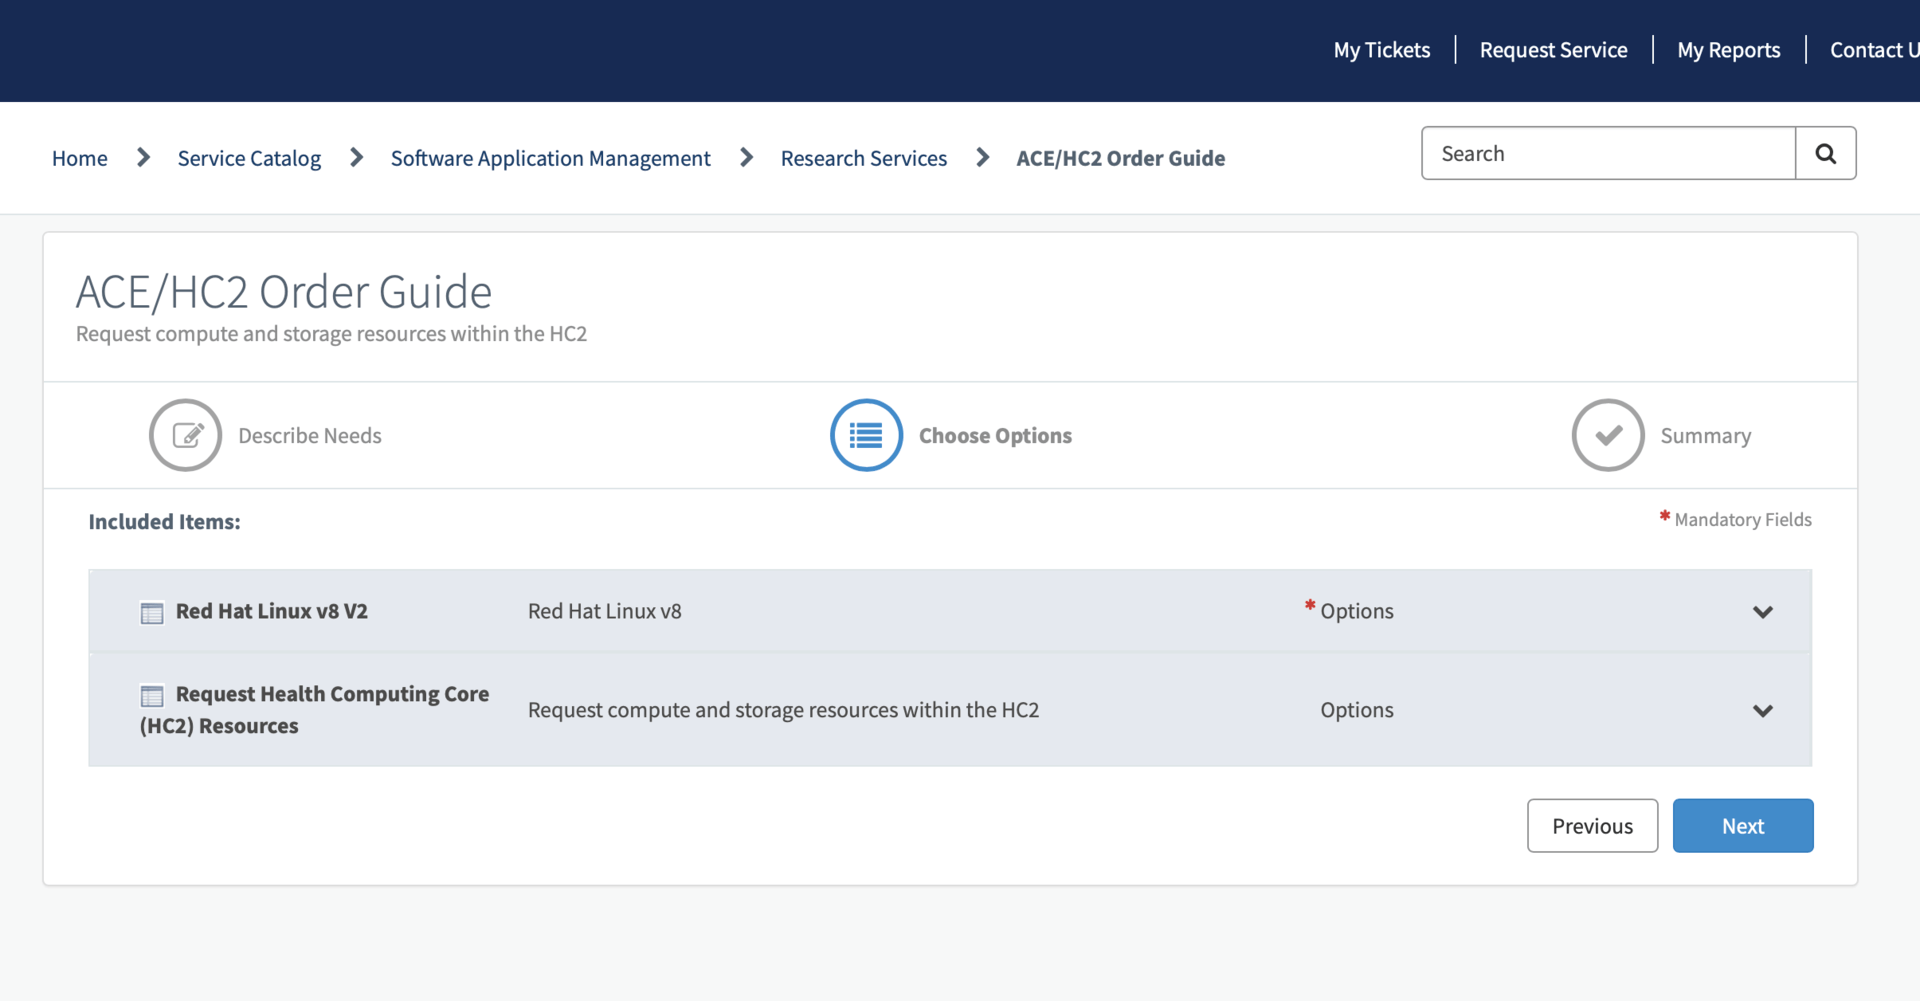 My Tickets
Request Service
My Reports
Contact U
Home
Service Catalog
Software Application Management
Research Services
ACE/HC2 Order Guide
Search
ACE/HC2 Order Guide
Request compute and storage resources within the HC2
Describe Needs
Choose Options
Summary
Included Items:
* Mandatory Fields
Red Hat Linux v8 V2
Red Hat Linux v8
* Options
Request Health Computing Core
(HC2) Resources
Request compute and storage resources within the HC2
Options
Previous
Next